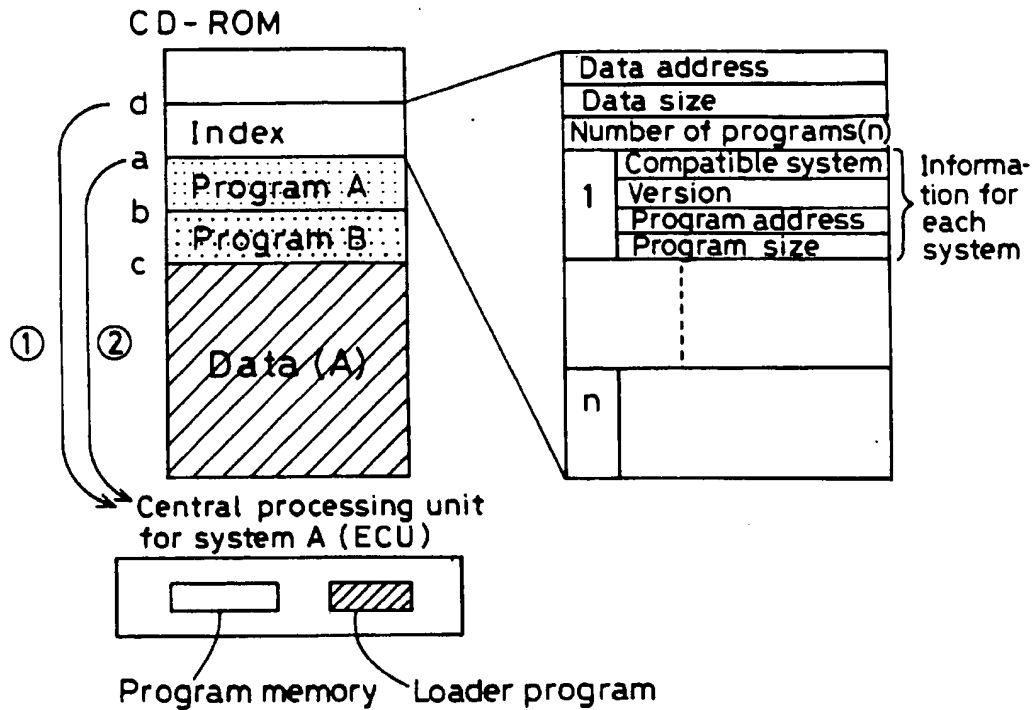 CD-ROM
d
Index
a
Program A
b
Program B
c
Data (A)
①
②
Data address
Data size
Number of programs(n)
1
Compatible system
Version
Program address
Program size
Informa-
tion for
each
system
n
Central processing unit
for system A (ECU)
Program memory
Loader program